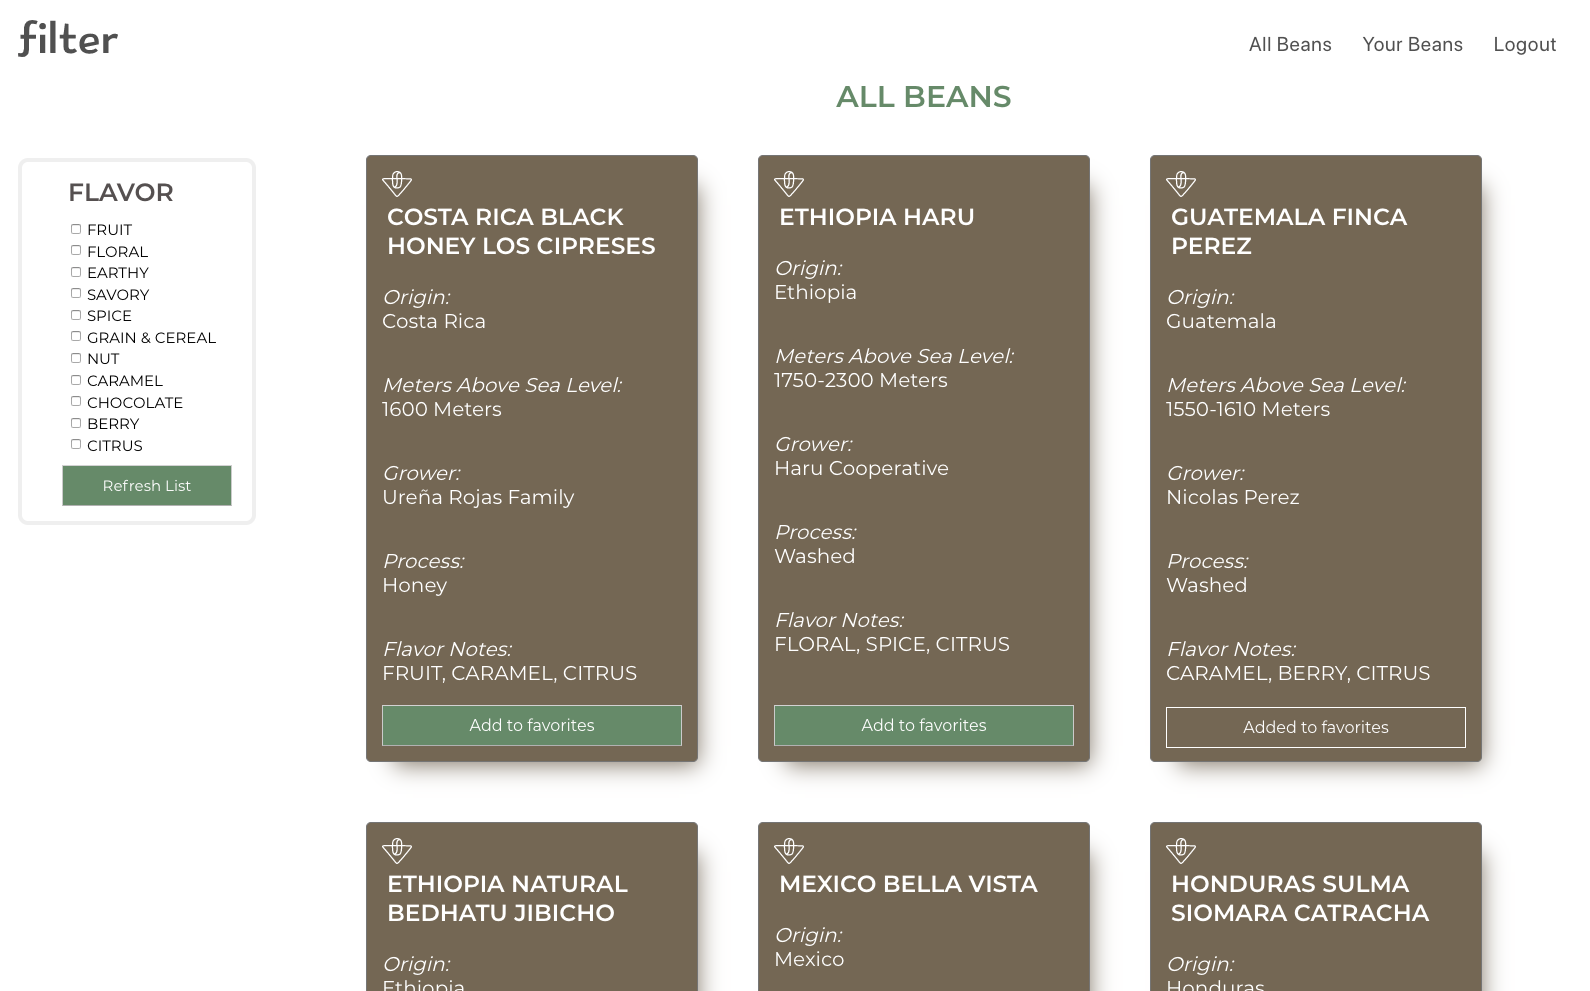 filter
All Beans
Your Beans
Logout
ALL BEANS
FLAVOR
FRUIT
FLORAL
EARTHY
SAVORY
SPICE
GRAIN & CEREAL
NUT
CARAMEL
CHOCOLATE
BERRY
CITRUS
Refresh List
COSTA RICA BLACK
HONEY LOS CIPRESES
Origin:
Costa Rica
Meters Above Sea Level:
1600 Meters
Grower:
Ureña Rojas Family
Process:
Honey
Flavor Notes:
FRUIT, CARAMEL, CITRUS
Add to favorites
ETHIOPIA HARU
Origin:
Ethiopia
Meters Above Sea Level:
1750-2300 Meters
Grower:
Haru Cooperative
Process:
Washed
Flavor Notes:
FLORAL, SPICE, CITRUS
Add to favorites
GUATEMALA FINCA
PEREZ
Origin:
Guatemala
Meters Above Sea Level:
1550-1610 Meters
Grower:
Nicolas Perez
Process:
Washed
Flavor Notes:
CARAMEL, BERRY, CITRUS
Added to favorites
ETHIOPIA NATURAL
BEDHATU JIBICHO
Origin:
Ethiopia
MEXICO BELLA VISTA
Origin:
Mexico
HONDURAS SULMA
SIOMARA CATRACHA
Origin:
Honduras